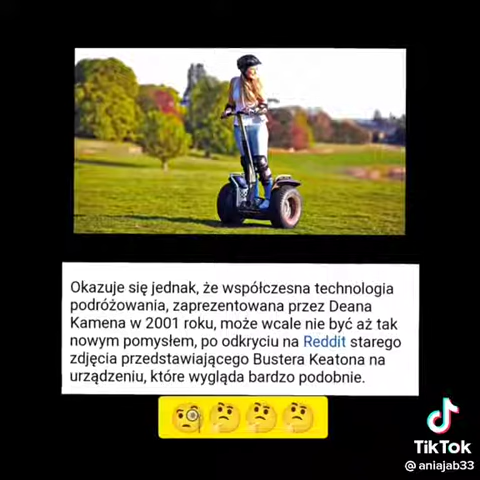 Okazuje się jednak, że współczesna technologia
podróżowania, zaprezentowana przez Deana
Kamena w 2001 roku, może wcale nie być aż tak
nowym pomysłem, po odkryciu na Reddit starego
zdjęcia przedstawiającego Bustera Keatona na
urządzeniu, które wygląda bardzo podobnie.
TikTok
@aniajab33